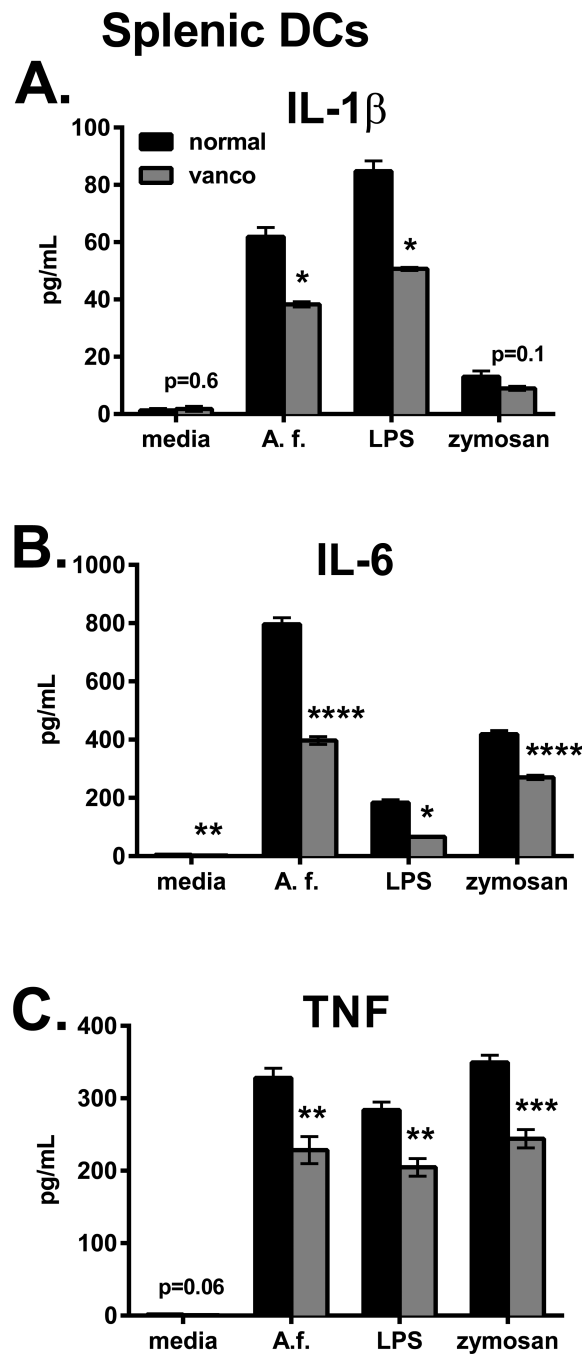 Splenic DCs
A.
IL-1β
100
80
60
40
20
0
pg/mL
normal
vanco
*
*
p=0.6
p=0.1
media A. f. LPS zymosan
B.
IL-6
1000
800
600
400
200
0
pg/mL
**
****
*
****
media A. f. LPS zymosan
C.
TNF
400
300
200
100
0
pg/mL
p=0.06
**
**
***
media A.f. LPS zymosan